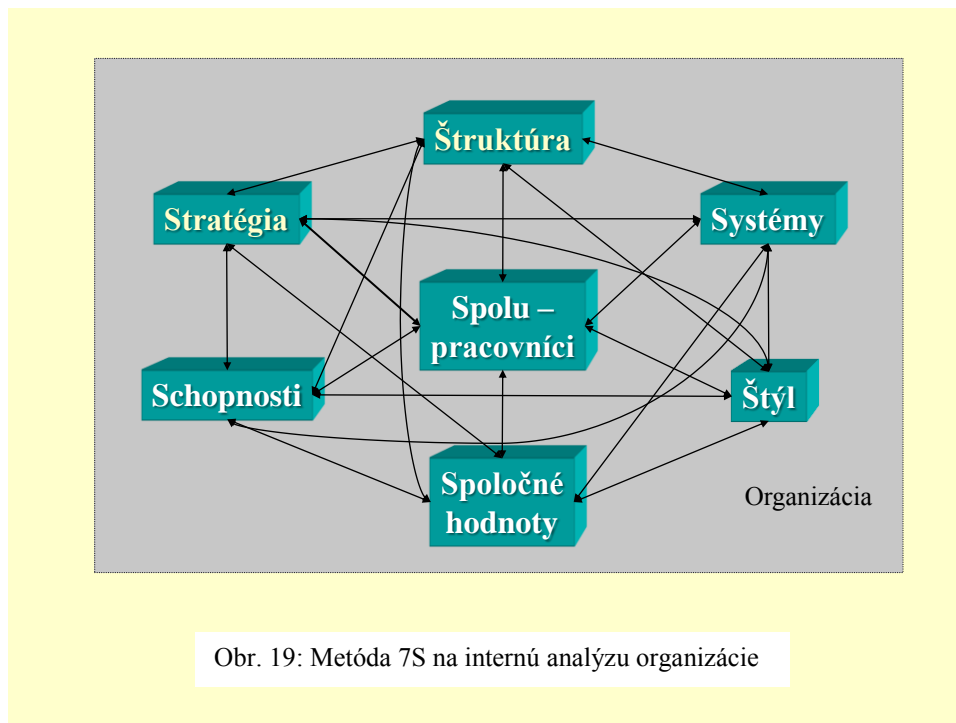 Štruktúra
Stratégia
Systémy
Spolu –
pracovníci
Schopnosti
Štýl
Spoločné
hodnoty
Organizácia
Obr. 19: Metóda 7S na internú analýzu organizácie